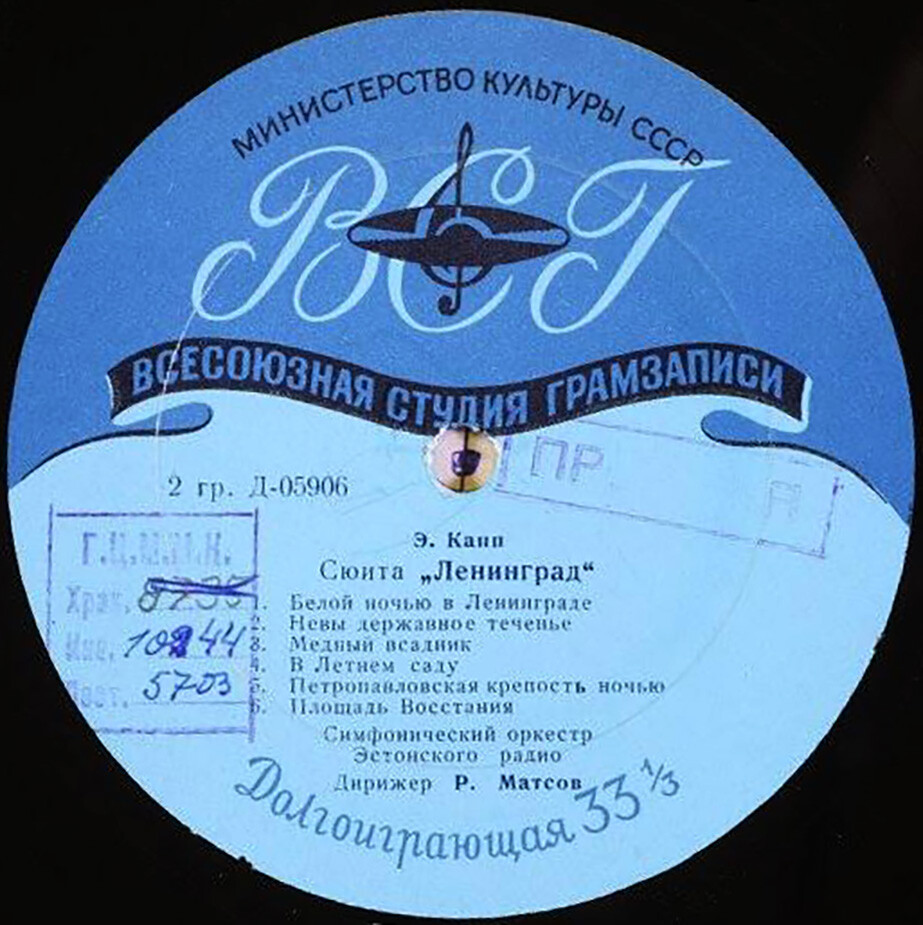 МИНИСТЕРСТВО КУЛЬТУРЫ СССР
ВСГ
ВСЕСОЮЗНАЯ СТУДИЯ ГРАМЗАПИСИ
ПР
2 гр. Д-05906
Г.Ц.М.М.К.
Э. Капп
Сюита „Ленинград“
1. Белой ночью в Ленинграде
2. Невы державное теченье
3. Медный всадник
4. В Летнем саду
5. Петропавловская крепость ночью
6. Площадь Восстания
Храк.
10244
5703
Симфонический оркестр
Эстонского радио
Дирижер Р. Матсов
Долгоиграющая 33 1/3